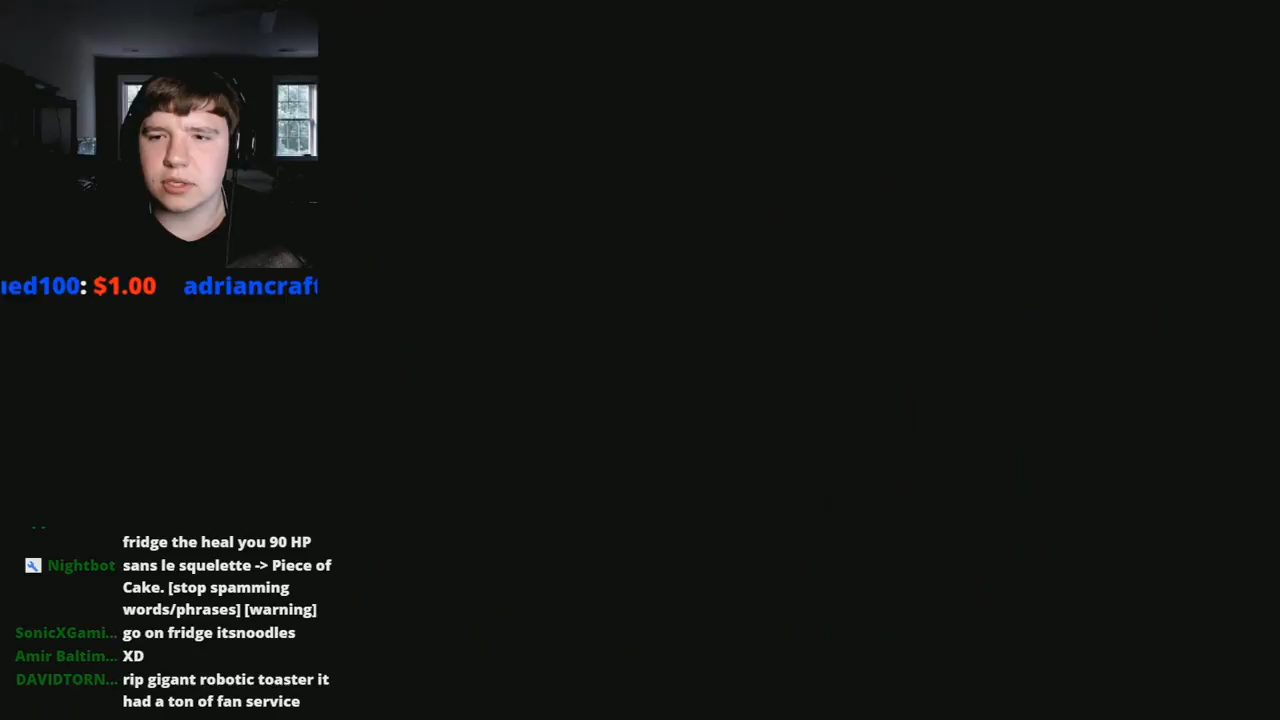 ued100: $1.00 adriancraft
fridge the heal you 90 HP
Nightbot sans le squelette -> Piece of
Cake. [stop spamming
words/phrases] [warning]
SonicXGami... go on fridge itsnoodles
Amir Baltim... XD
DAVIDTORN... rip gigant robotic toaster it
had a ton of fan service